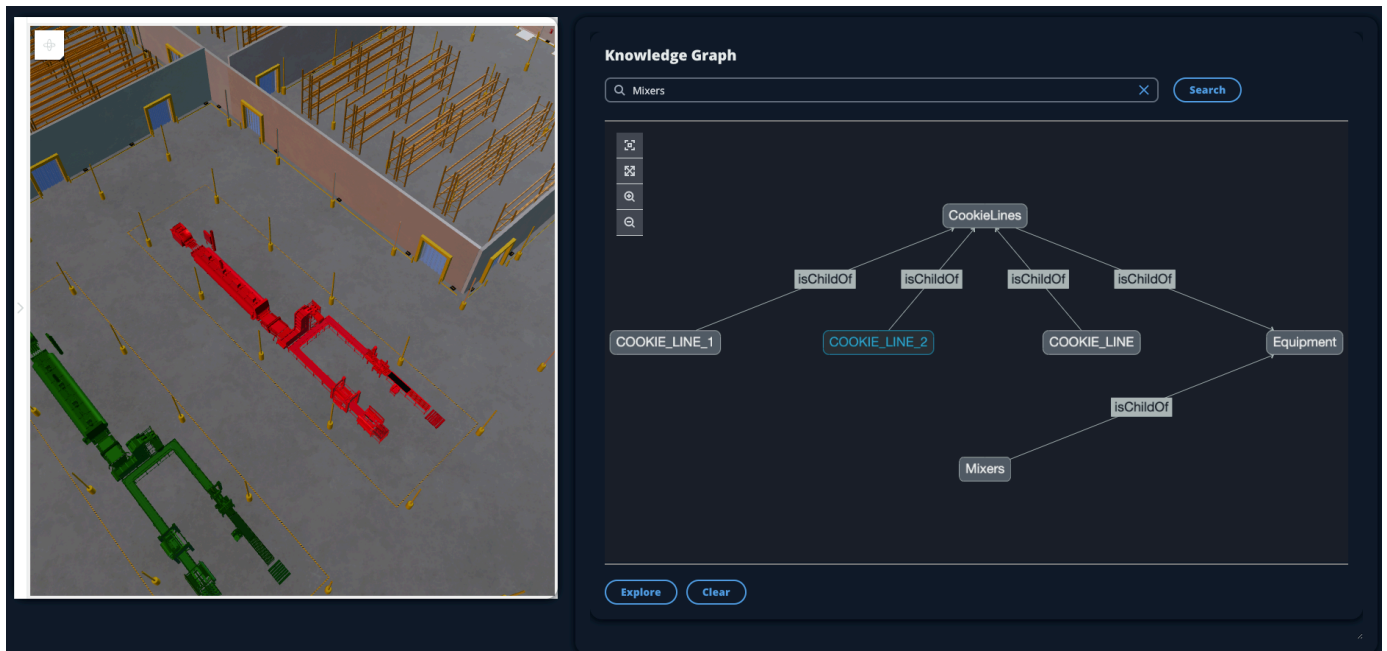 Knowledge Graph
Mixers
Search
CookieLines
isChildOf isChildOf isChildOf isChildOf
COOKIE_LINE_1 COOKIE_LINE_2 COOKIE_LINE Equipment
isChildOf
Mixers
Explore Clear